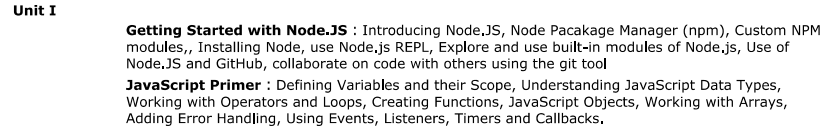 Unit I
Getting Started with Node.JS : Introducing Node.JS, Node Pacakage Manager (npm), Custom NPM
modules,, Installing Node, use Node.js REPL, Explore and use built-in modules of Node.js, Use of
Node.JS and GitHub, collaborate on code with others using the git tool
JavaScript Primer : Defining Variables and their Scope, Understanding JavaScript Data Types,
Working with Operators and Loops, Creating Functions, JavaScript Objects, Working with Arrays,
Adding Error Handling, Using Events, Listeners, Timers and Callbacks.